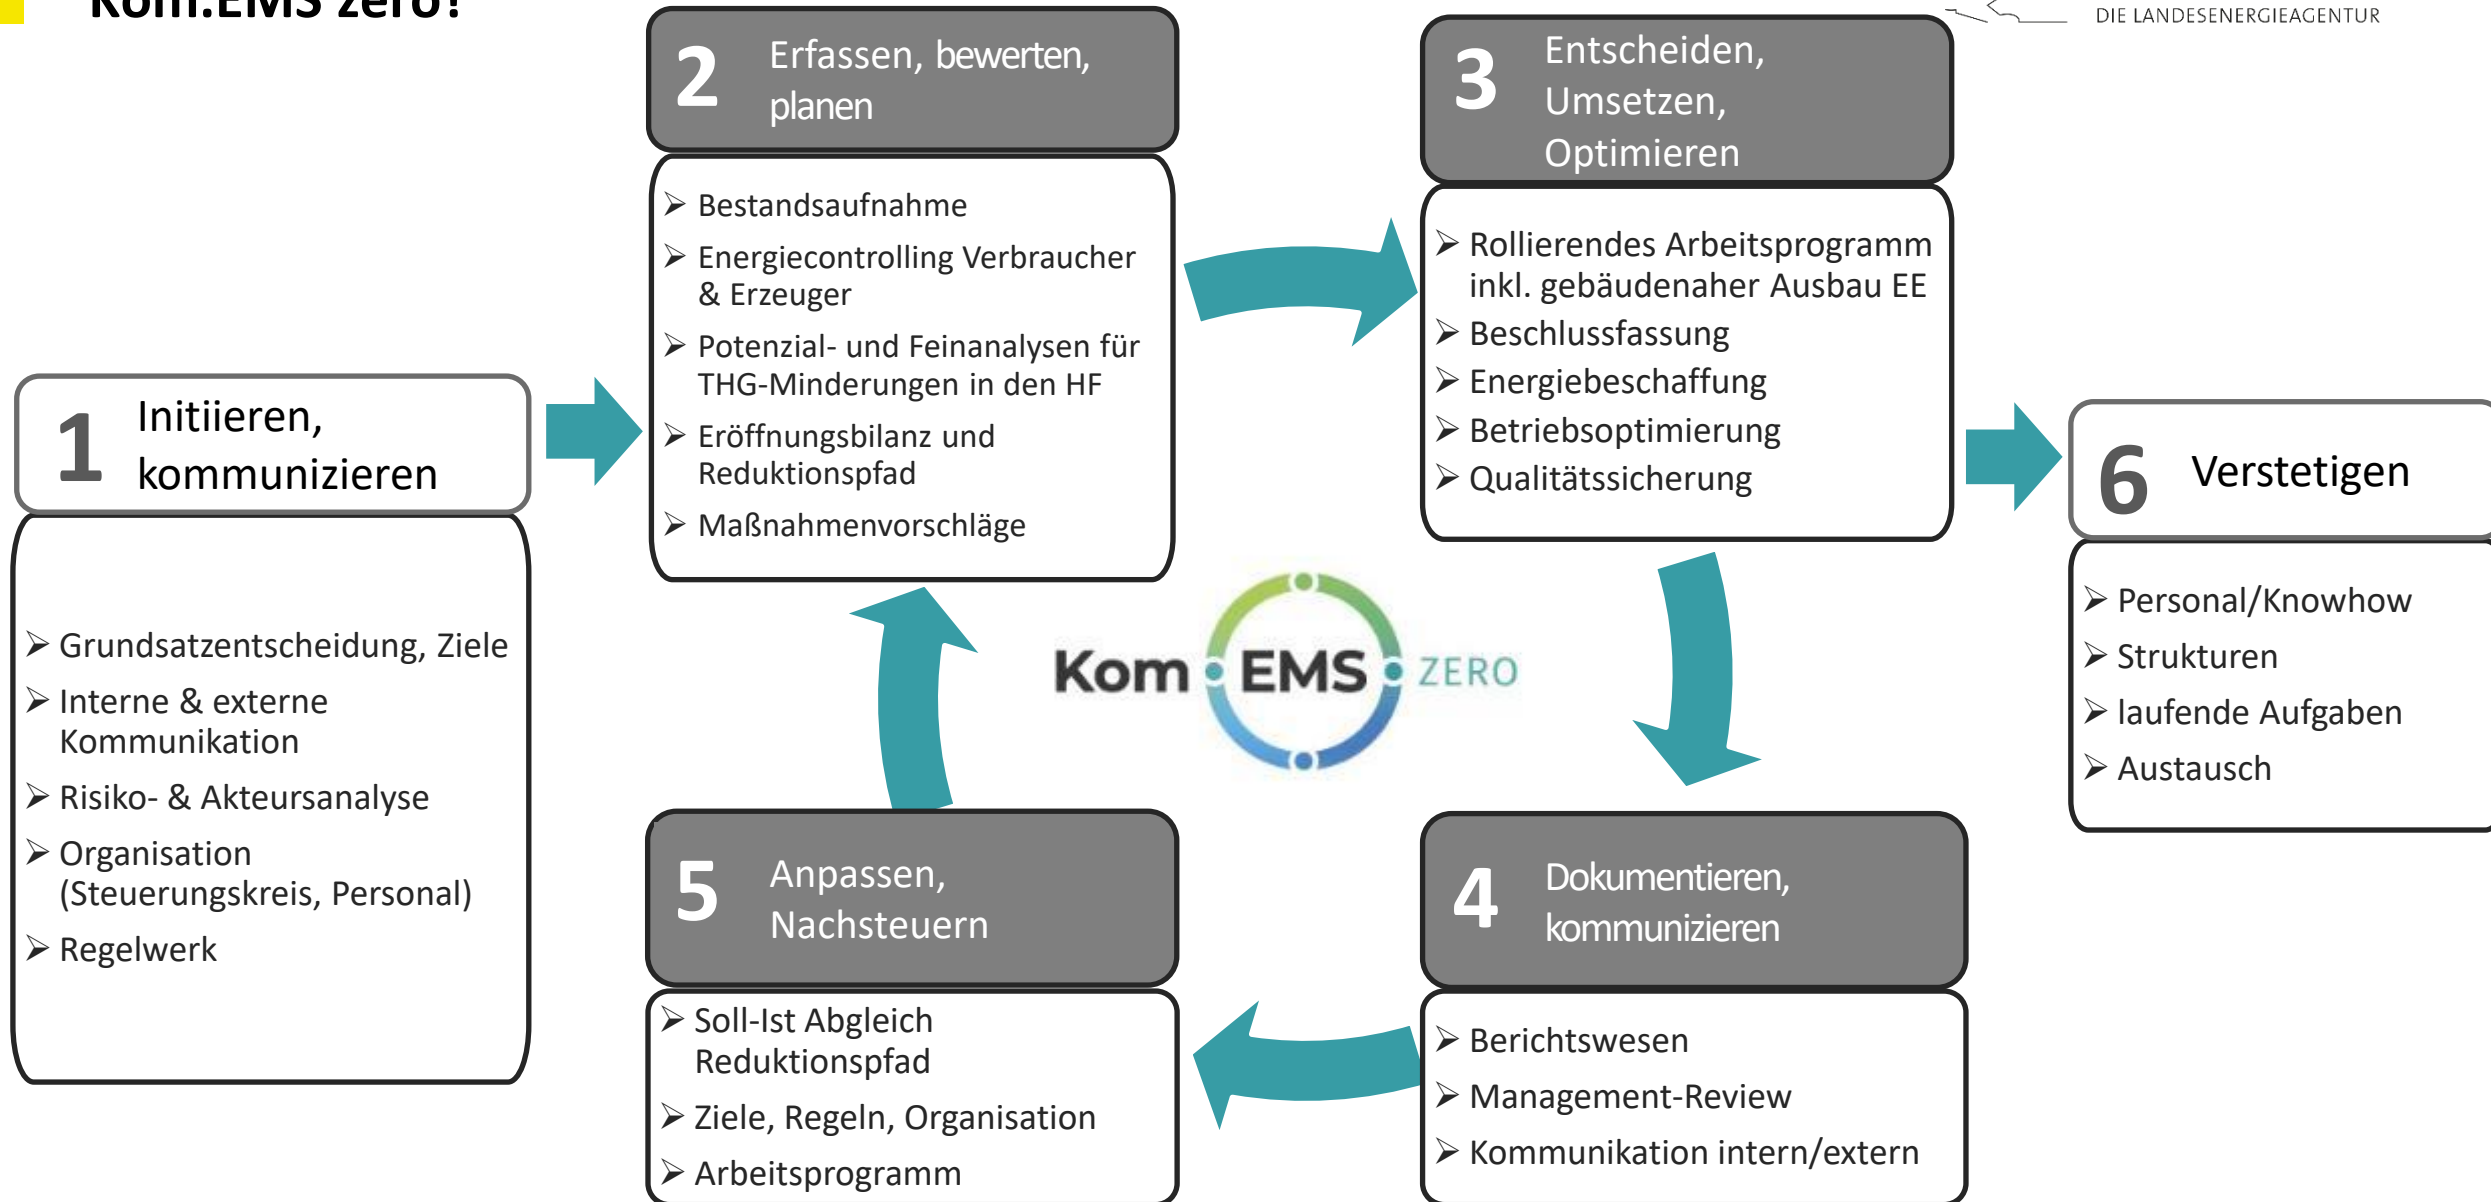 Kom.EMS zero?
DIE LANDESENERGIEAGENTUR
1 Initiieren,
kommunizieren
➢ Grundsatzentscheidung, Ziele
➢ Interne & externe
Kommunikation
➢ Risiko- & Akteursanalyse
➢ Organisation
(Steuerungskreis, Personal)
➢ Regelwerk
2 Erfassen, bewerten,
planen
➢ Bestandsaufnahme
➢ Energiecontrolling Verbraucher
& Erzeuger
➢ Potenzial- und Feinanalysen für
THG-Minderungen in den HF
➢ Eröffnungsbilanz und
Reduktionspfad
➢ Maßnahmenvorschläge
3 Entscheiden,
Umsetzen,
Optimieren
➢ Rollierendes Arbeitsprogramm
inkl. gebäudenaher Ausbau EE
➢ Beschlussfassung
➢ Energiebeschaffung
➢ Betriebsoptimierung
➢ Qualitätssicherung
Kom EMS ZERO
4 Dokumentieren,
kommunizieren
➢ Berichtswesen
➢ Management-Review
➢ Kommunikation intern/extern
5 Anpassen,
Nachsteuern
➢ Soll-Ist Abgleich
Reduktionspfad
➢ Ziele, Regeln, Organisation
➢ Arbeitsprogramm
6 Verstetigen
➢ Personal/Knowhow
➢ Strukturen
➢ laufende Aufgaben
➢ Austausch